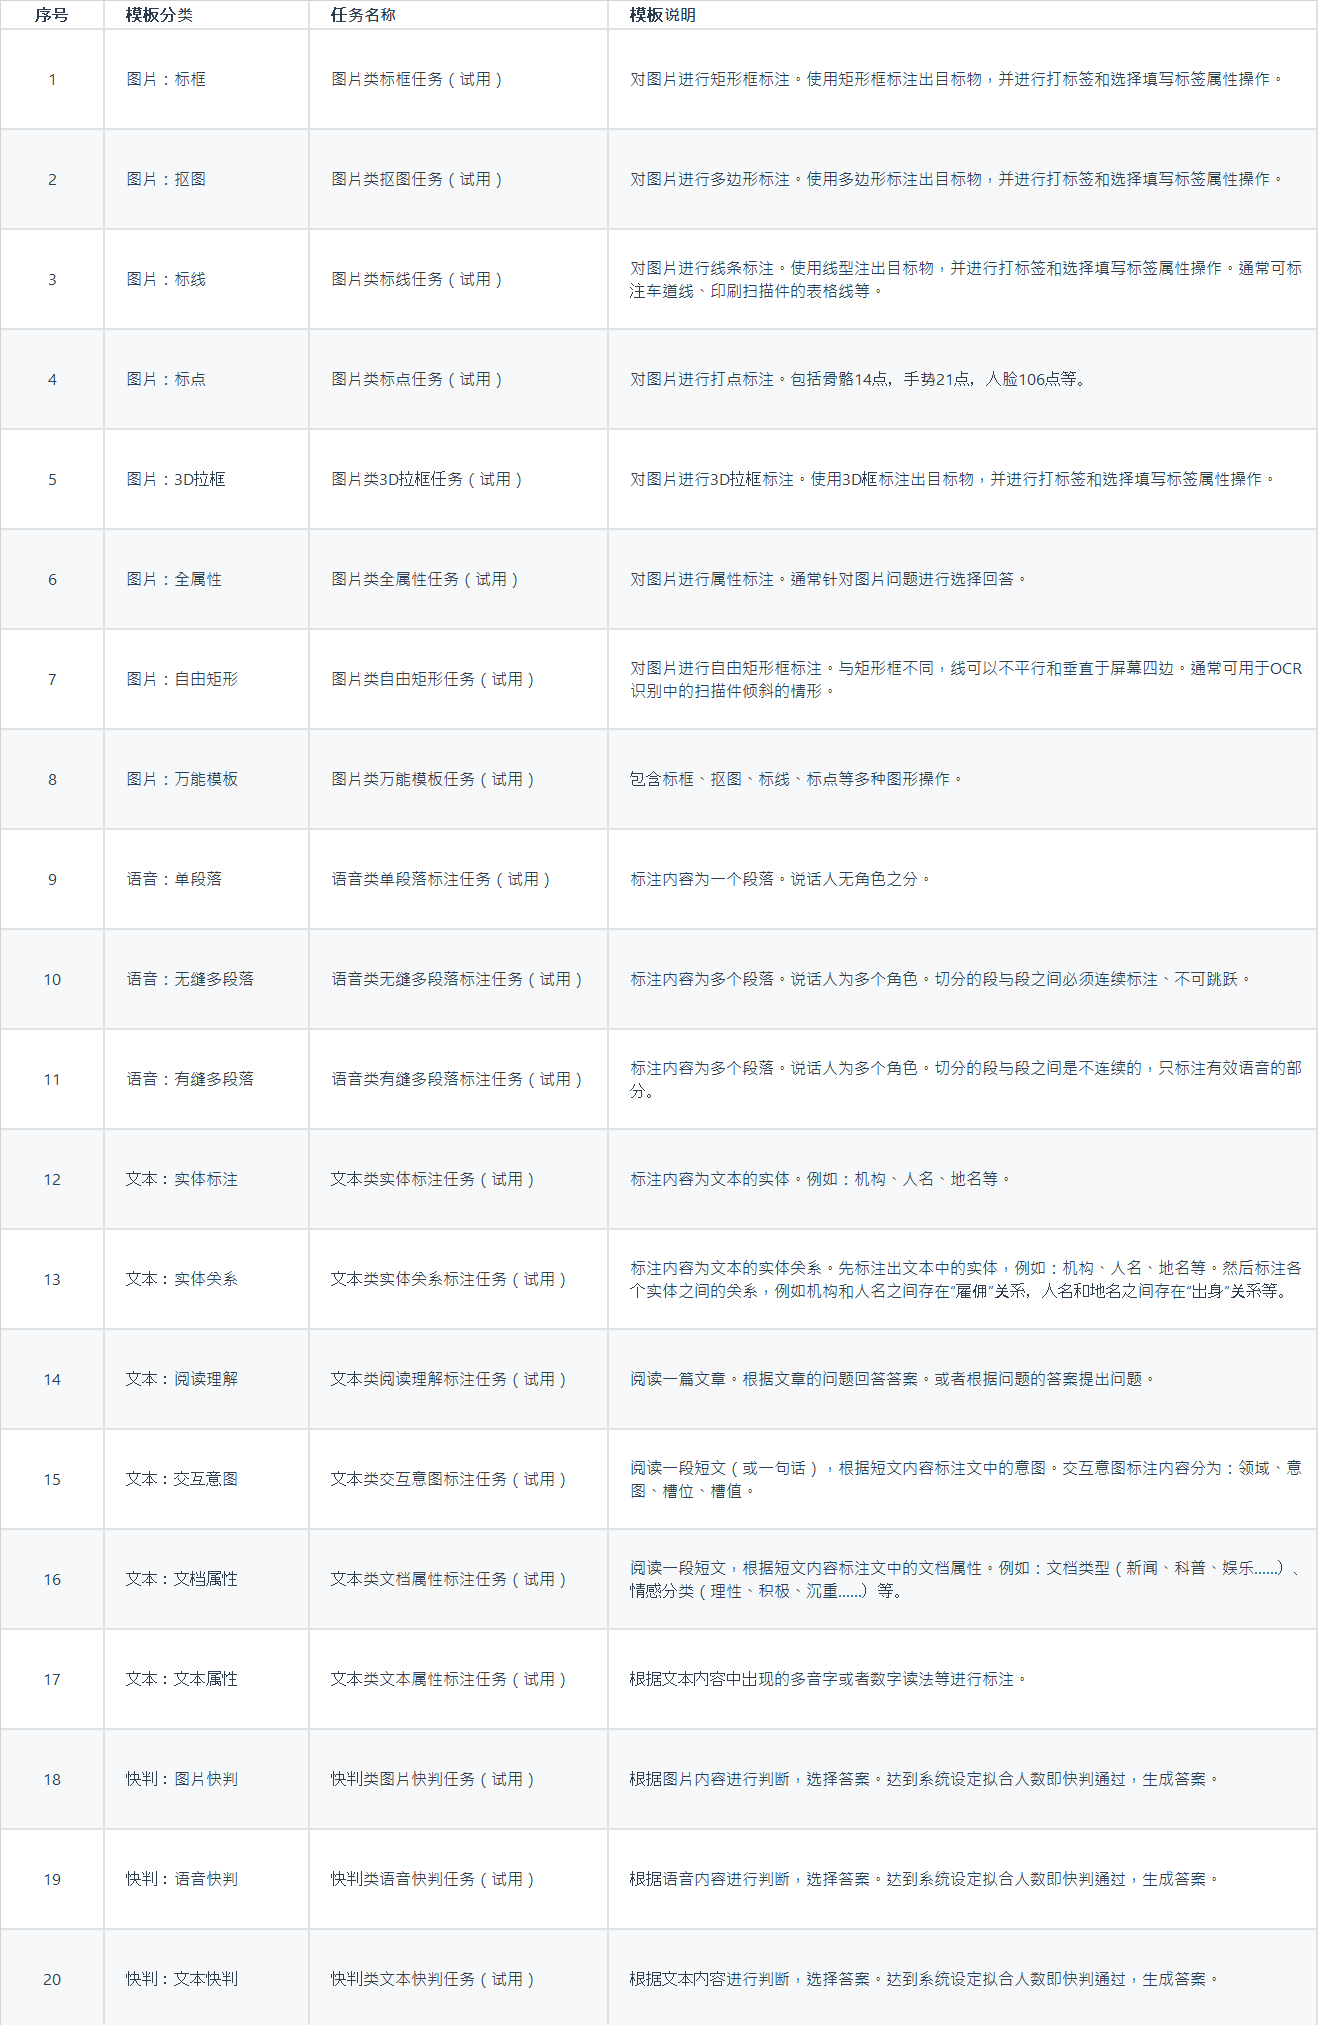 序号 模板分类 任务名称 模板说明
1 图片：标框 图片类标框任务（试用） 对图片进行矩形框标注。使用矩形框标注出目标物，并进行打标签和选择填写标签属性操作。
2 图片：抠图 图片类抠图任务（试用） 对图片进行多边形标注。使用多边形标注出目标物，并进行打标签和选择填写标签属性操作。
3 图片：标线 图片类标线任务（试用） 对图片进行线条标注。使用线型注出目标物，并进行打标签和选择填写标签属性操作。通常可标
注车道线、印刷扫描件的表格线等。
4 图片：标点 图片类标点任务（试用） 对图片进行打点标注。包括骨骼14点，手势21点，人脸106点等。
5 图片：3D拉框 图片类3D拉框任务（试用） 对图片进行3D拉框标注。使用3D框标注出目标物，并进行打标签和选择填写标签属性操作。
6 图片：全属性 图片类全属性任务（试用） 对图片进行属性标注。通常针对图片问题进行选择回答。
7 图片：自由矩形 图片类自由矩形任务（试用） 对图片进行自由矩形框标注。与矩形框不同，线可以不平行和垂直于屏幕四边。通常可用于OCR
识别中的扫描件倾斜的情形。
8 图片：万能模板 图片类万能模板任务（试用） 包含标框、抠图、标线、标点等多种图形操作。
9 语音：单段落 语音类单段落标注任务（试用） 标注内容为一个段落。说话人无角色之分。
10 语音：无缝多段落 语音类无缝多段落标注任务（试用） 标注内容为多个段落。说话人为多个角色。切分的段与段之间必须连续标注、不可跳跃。
11 语音：有缝多段落 语音类有缝多段落标注任务（试用） 标注内容为多个段落。说话人为多个角色。切分的段与段之间是不连续的，只标注有效语音的部
分。
12 文本：实体标注 文本类实体标注任务（试用） 标注内容为文本的实体。例如：机构、人名、地名等。
13 文本：实体关系 文本类实体关系标注任务（试用） 标注内容为文本的实体关系。先标注出文本中的实体，例如：机构、人名、地名等。然后标注各
个实体之间的关系，例如机构和人名之间存在“雇佣”关系，人名和地名之间存在“出身”关系等。
14 文本：阅读理解 文本类阅读理解标注任务（试用） 阅读一篇文章。根据文章的问题回答答案。或者根据问题的答案提出问题。
15 文本：交互意图 文本类交互意图标注任务（试用） 阅读一段短文（或一句话），根据短文内容标注文中的意图。交互意图标注内容分为：领域、意
图、槽位、槽值。
16 文本：文档属性 文本类文档属性标注任务（试用） 阅读一段短文，根据短文内容标注文中的文档属性。例如：文档类型（新闻、科普、娱乐......）、
情感分类（理性、积极、沉重......）等。
17 文本：文本属性 文本类文本属性标注任务（试用） 根据文本内容中出现的多音字或者数字读法等进行标注。
18 快判：图片快判 快判类图片快判任务（试用） 根据图片内容进行判断，选择答案。达到系统设定拟合人数即快判通过，生成答案。
19 快判：语音快判 快判类语音快判任务（试用） 根据语音内容进行判断，选择答案。达到系统设定拟合人数即快判通过，生成答案。
20 快判：文本快判 快判类文本快判任务（试用） 根据文本内容进行判断，选择答案。达到系统设定拟合人数即快判通过，生成答案。